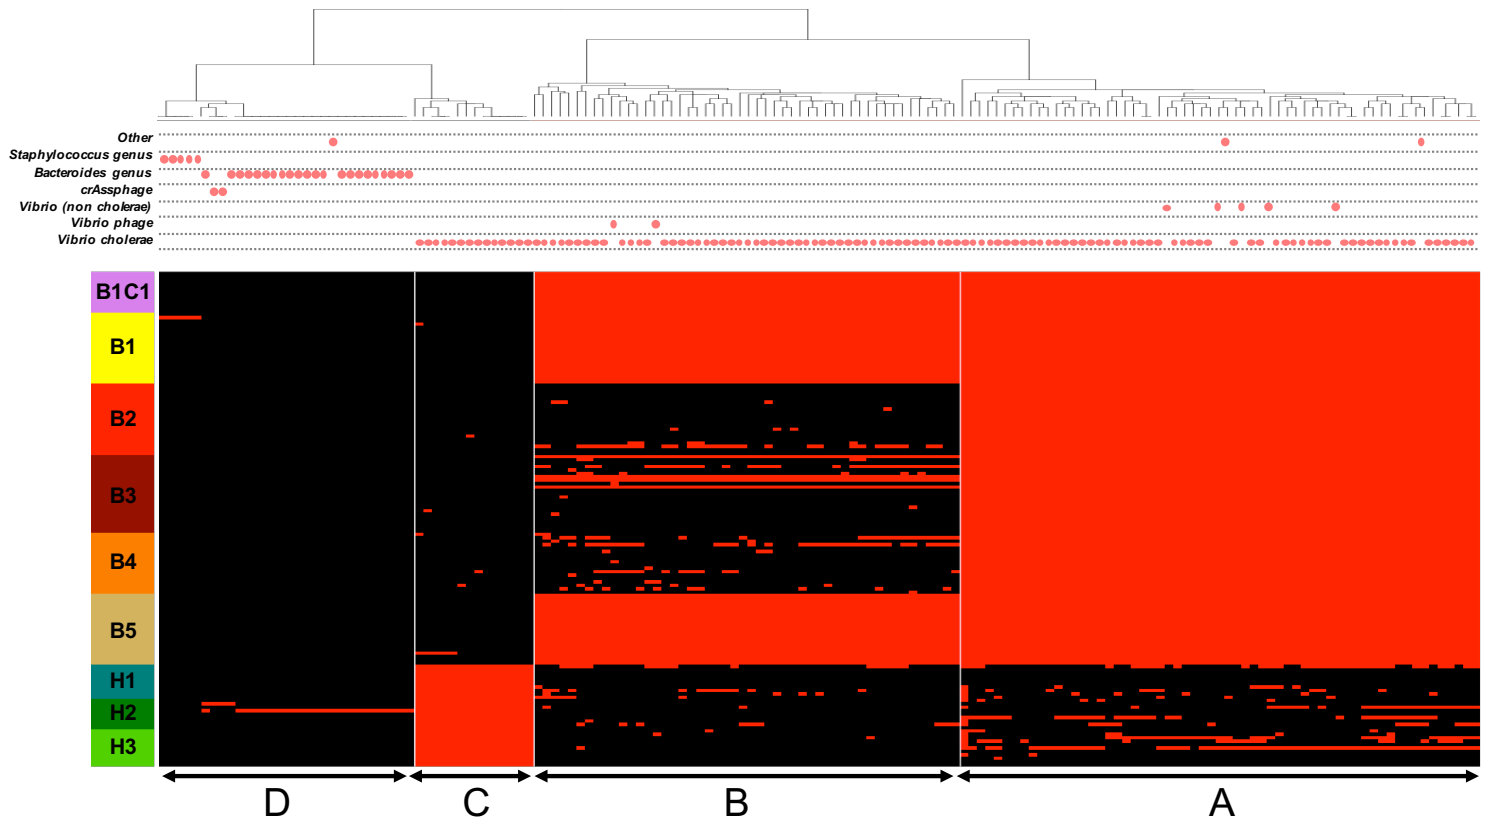 Other
Staphylococcus genus
Bacteroides genus
crAssphage
Vibrio (non cholerae)
Vibrio phage
Vibrio cholerae
B1C1
B1
B2
B3
B4
B5
H1
H2
H3
D
C
B
A